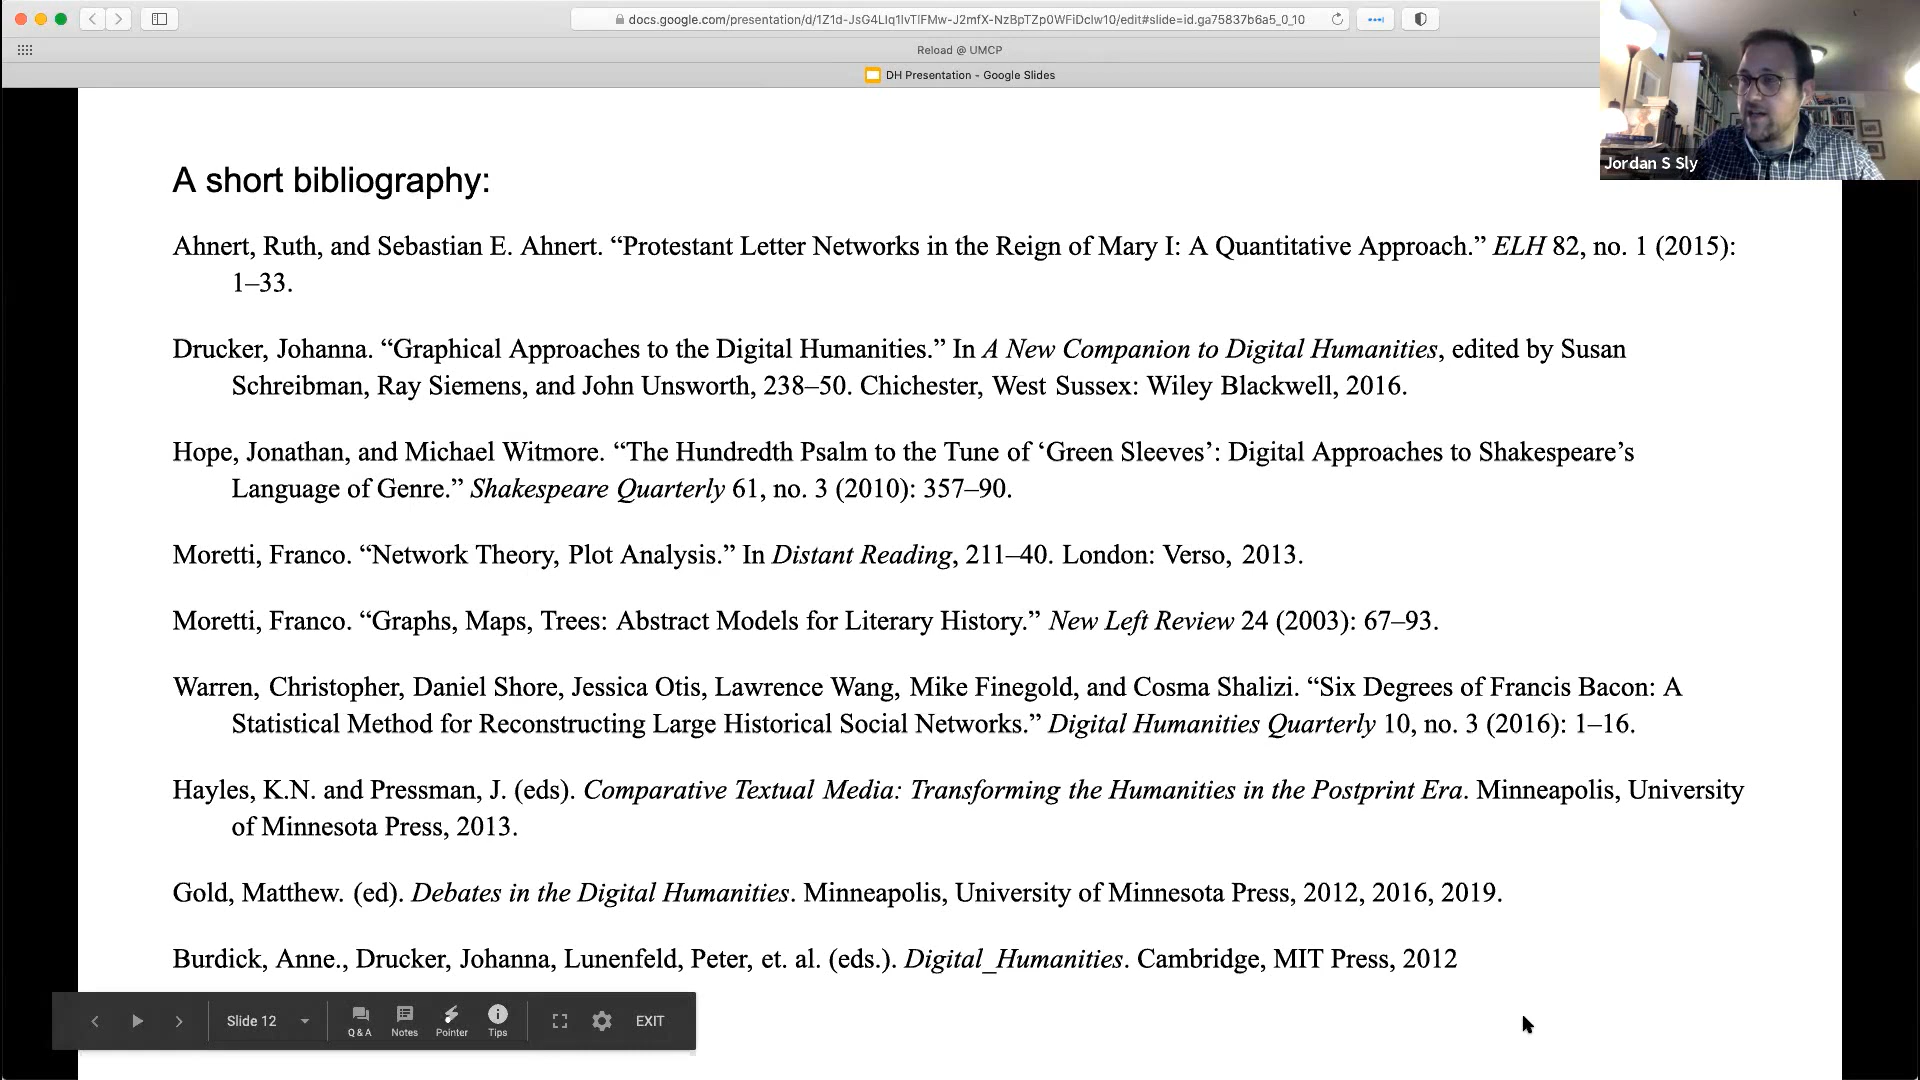 docs.google.com/presentation/d/1Z1d-JsG4LIq1lvTlFMw-J2mfX-NzBpTZp0WFiDclw10/edit#slide=id.ga75837b6a5_0_10
Reload @ UMCP
DH Presentation - Google Slides
Jordan S Sly
A short bibliography:
Ahnert, Ruth, and Sebastian E. Ahnert. “Protestant Letter Networks in the Reign of Mary I: A Quantitative Approach.” ELH 82, no. 1 (2015):
1–33.
Drucker, Johanna. “Graphical Approaches to the Digital Humanities.” In A New Companion to Digital Humanities, edited by Susan
Schreibman, Ray Siemens, and John Unsworth, 238–50. Chichester, West Sussex: Wiley Blackwell, 2016.
Hope, Jonathan, and Michael Witmore. “The Hundredth Psalm to the Tune of ‘Green Sleeves’: Digital Approaches to Shakespeare’s
Language of Genre.” Shakespeare Quarterly 61, no. 3 (2010): 357–90.
Moretti, Franco. “Network Theory, Plot Analysis.” In Distant Reading, 211–40. London: Verso, 2013.
Moretti, Franco. “Graphs, Maps, Trees: Abstract Models for Literary History.” New Left Review 24 (2003): 67–93.
Warren, Christopher, Daniel Shore, Jessica Otis, Lawrence Wang, Mike Finegold, and Cosma Shalizi. “Six Degrees of Francis Bacon: A
Statistical Method for Reconstructing Large Historical Social Networks.” Digital Humanities Quarterly 10, no. 3 (2016): 1–16.
Hayles, K.N. and Pressman, J. (eds). Comparative Textual Media: Transforming the Humanities in the Postprint Era. Minneapolis, University
of Minnesota Press, 2013.
Gold, Matthew. (ed). Debates in the Digital Humanities. Minneapolis, University of Minnesota Press, 2012, 2016, 2019.
Burdick, Anne., Drucker, Johanna, Lunenfeld, Peter, et. al. (eds.). Digital_Humanities. Cambridge, MIT Press, 2012
Slide 12
Q & A
Notes
Pointer
Tips
EXIT